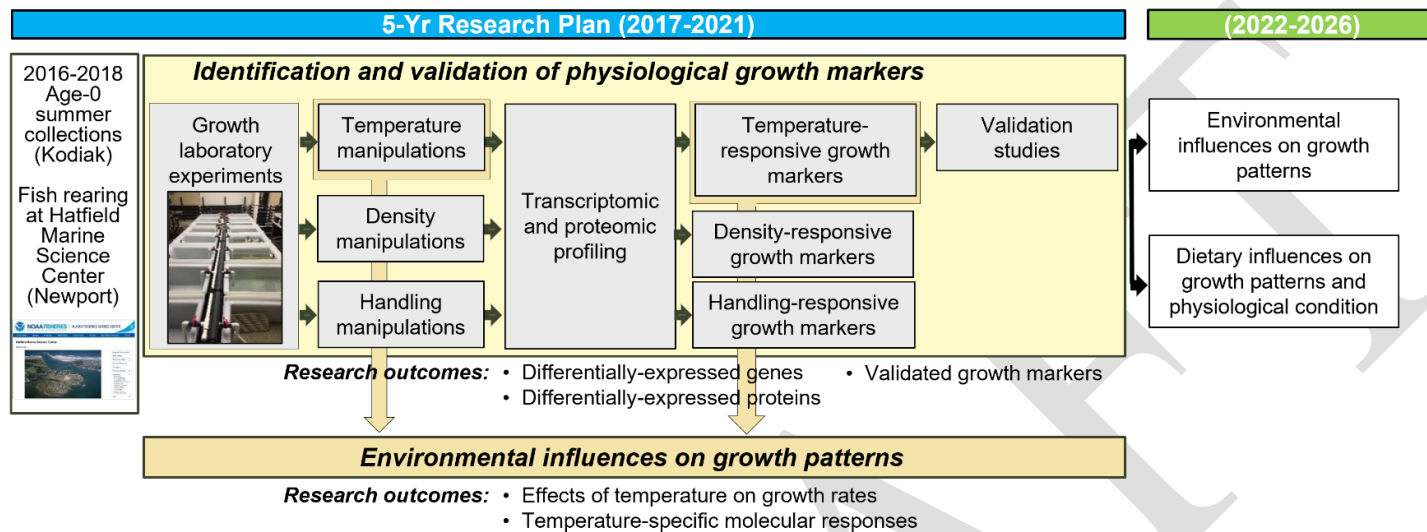 5-Yr Research Plan (2017-2021)
(2022-2026)
2016-2018
Age-0
summer
collections
(Kodiak)
Fish rearing
at Hatfield
Marine
Science
Center
(Newport)
NOAA FISHERIES
Identification and validation of physiological growth markers
Growth
laboratory
experiments
Temperature
manipulations
Density
manipulations
Handling
manipulations
Transcriptomic
and proteomic
profiling
Temperature-
responsive growth
markers
Density-responsive
growth markers
Handling-responsive
growth markers
Validation
studies
Research outcomes:
• Differentially-expressed genes
• Differentially-expressed proteins
• Validated growth markers
Environmental influences on growth patterns
Research outcomes:
• Effects of temperature on growth rates
• Temperature-specific molecular responses
Environmental
influences on growth
patterns
Dietary influences on
growth patterns and
physiological condition